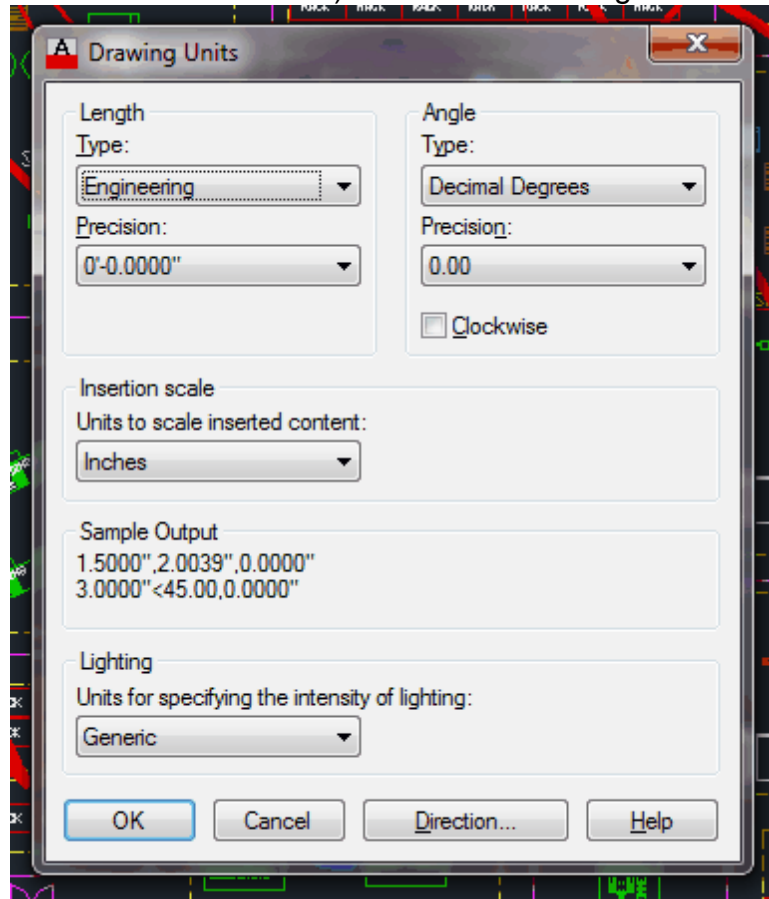 RACK
A Drawing Units
Length
Type:
Engineering
Precision:
0'-0.0000"
Angle
Type:
Decimal Degrees
Precision:
0.00
Clockwise
Insertion scale
Units to scale inserted content:
Inches
Sample Output
1.5000",2.0039",0.0000"
3.0000"<45.00,0.0000"
Lighting
Units for specifying the intensity of lighting:
Generic
OK Cancel Direction... Help